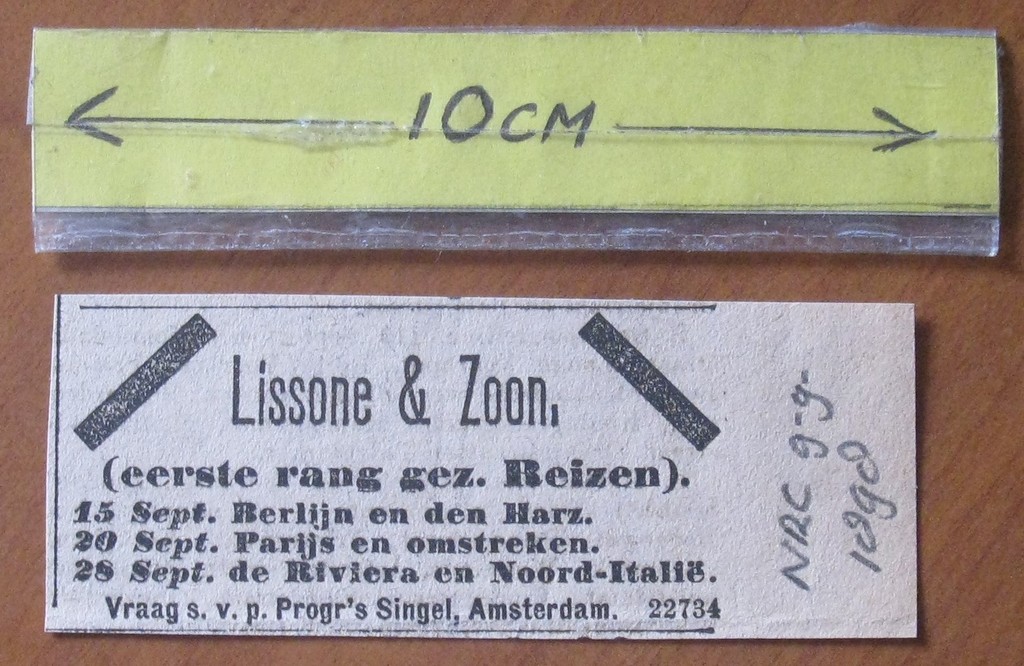 10CM
Lissone & Zoon.
(eerste rang gez. Reizen).
15 Sept. Berlijn en den Harz.
20 Sept. Parijs en omstreken.
28 Sept. de Riviera en Noord-Italië.
Vraag s. v. p. Progr's Singel, Amsterdam. 22734
NRC 9-9-
1898